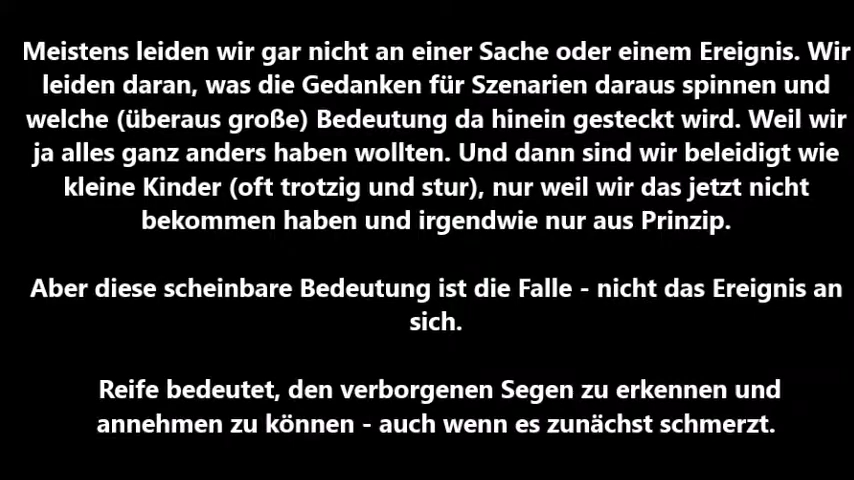 Meistens leiden wir gar nicht an einer Sache oder einem Ereignis. Wir
leiden daran, was die Gedanken für Szenarien daraus spinnen und
welche (überaus große) Bedeutung da hinein gesteckt wird. Weil wir
ja alles ganz anders haben wollten. Und dann sind wir beleidigt wie
kleine Kinder (oft trotzig und stur), nur weil wir das jetzt nicht
bekommen haben und irgendwie nur aus Prinzip.
Aber diese scheinbare Bedeutung ist die Falle - nicht das Ereignis an
sich.
Reife bedeutet, den verborgenen Segen zu erkennen und
annehmen zu können - auch wenn es zunächst schmerzt.